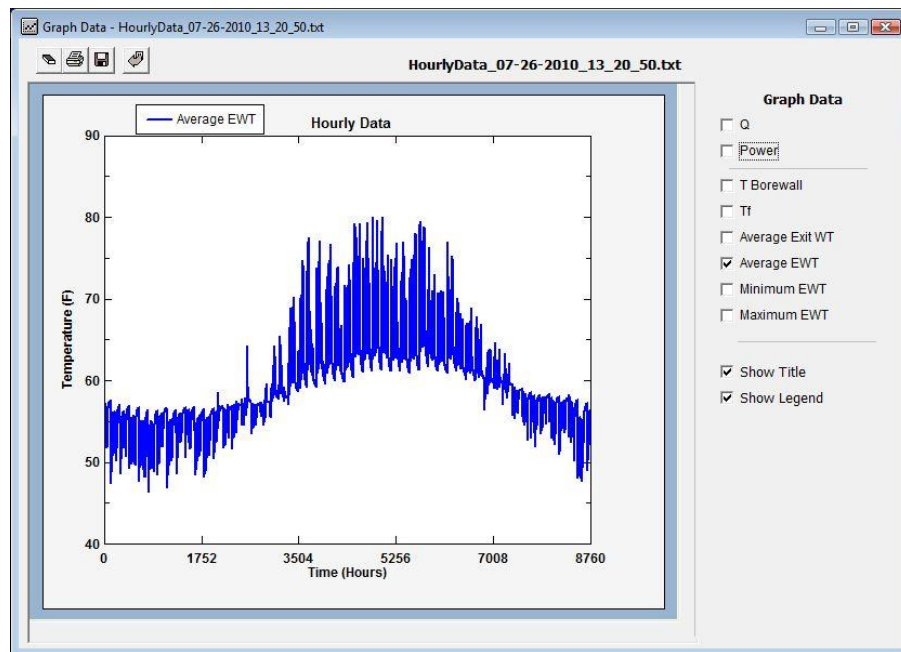 Graph Data - HourlyData_07-26-2010_13_20_50.txt
HourlyData_07-26-2010_13_20_50.txt
Average EWT
Hourly Data
90
80
70
60
50
40
Temperature (F)
0 1752 3504 5256 7008 8760
Time (Hours)
Graph Data
Q
Power
T Borewall
Tf
Average Exit WT
Average EWT
Minimum EWT
Maximum EWT
Show Title
Show Legend